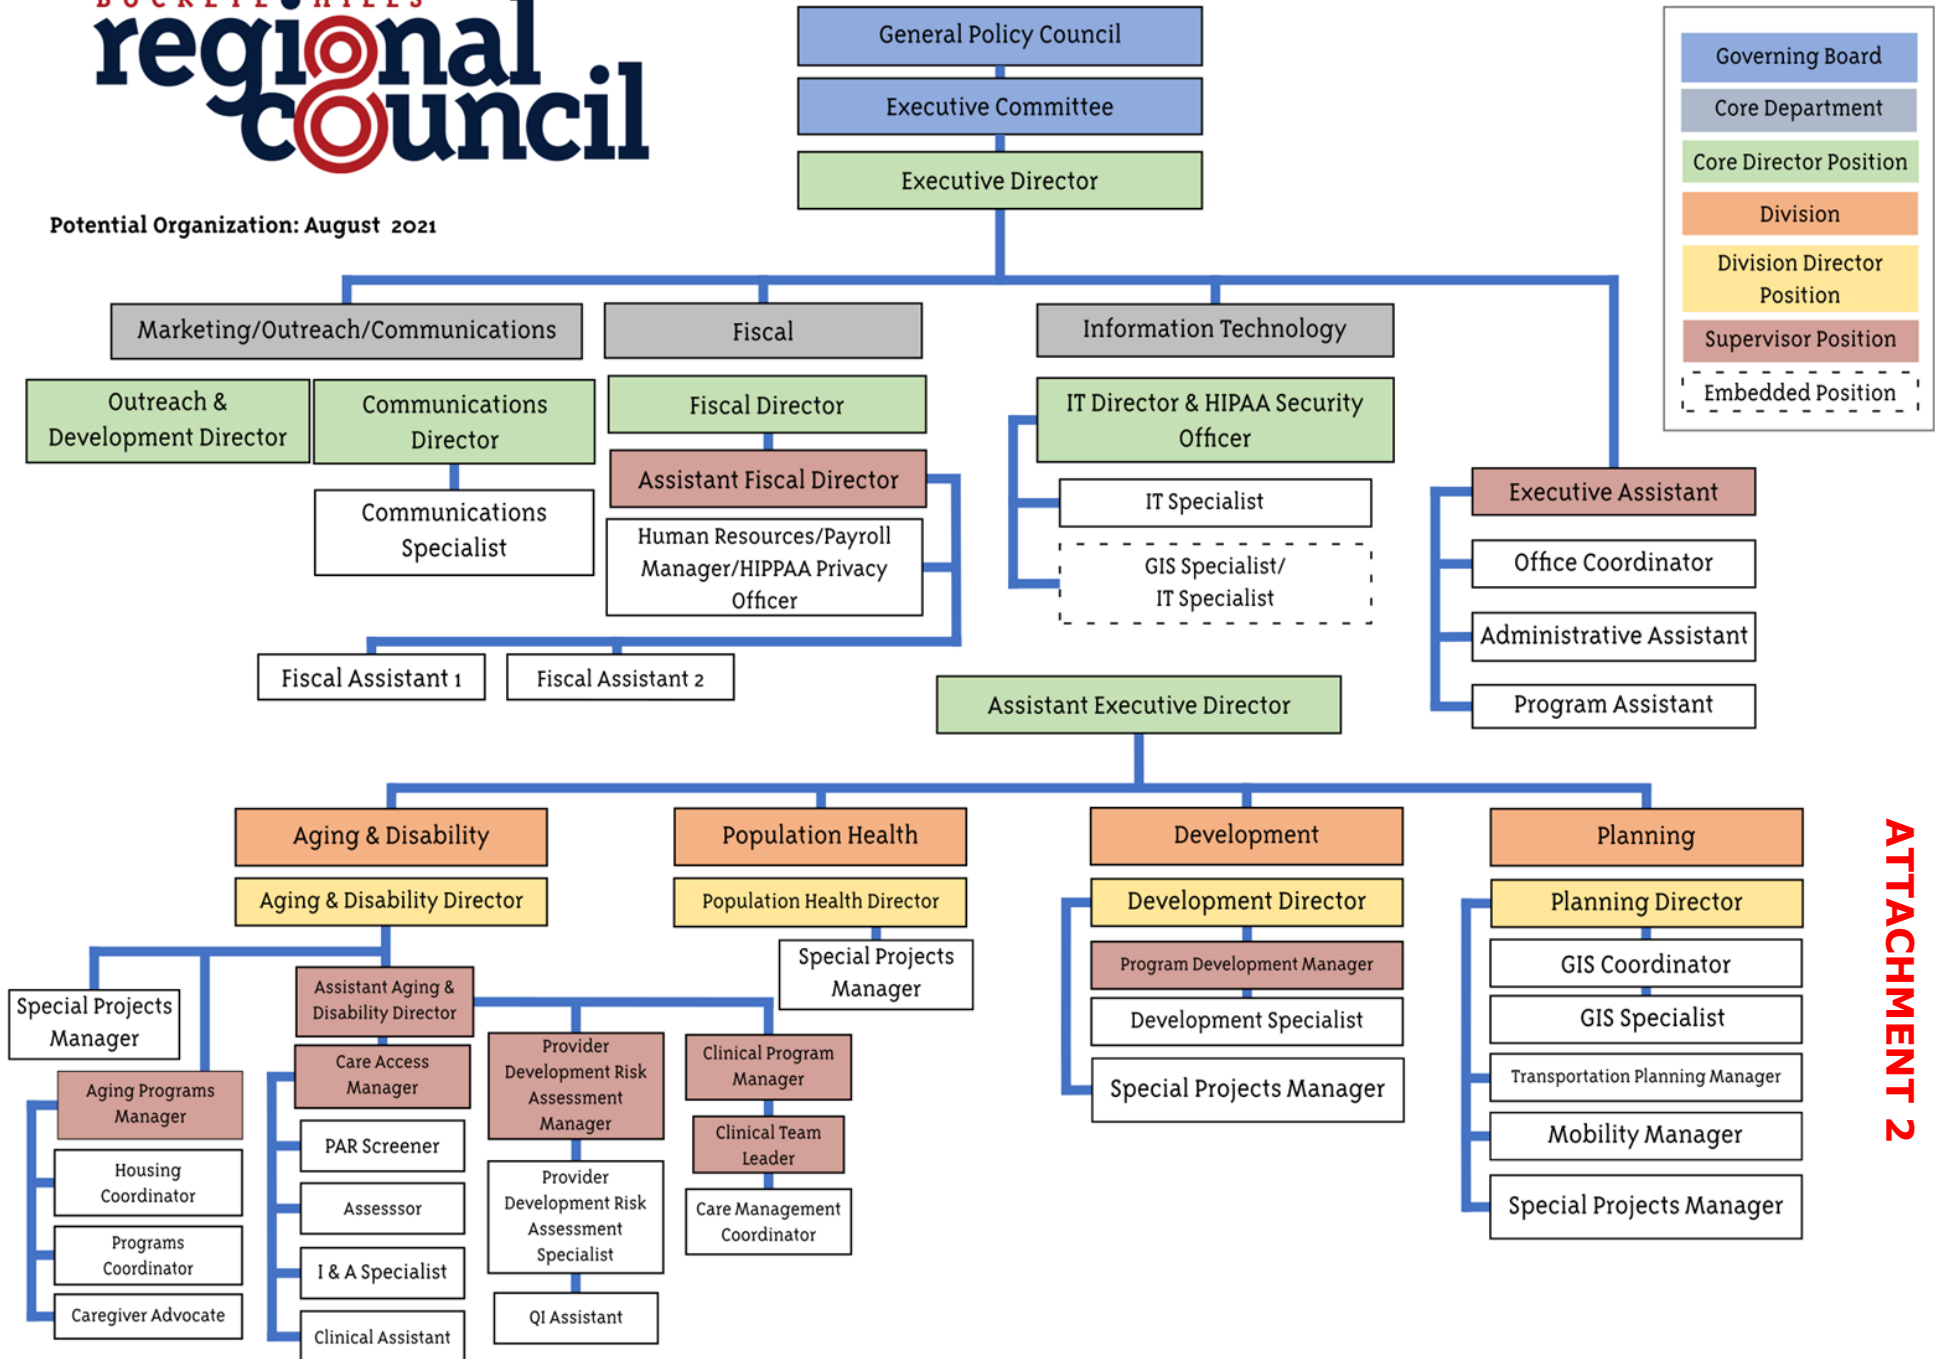 BUCKEYE HILLS
regional
council
Potential Organization: August 2021
General Policy Council
Executive Committee
Executive Director
Governing Board
Core Department
Core Director Position
Division
Division Director
Position
Supervisor Position
Embedded Position
Marketing/Outreach/Communications
Fiscal
Information Technology
Outreach &
Development Director
Communications
Director
Communications
Specialist
Fiscal Director
Assistant Fiscal Director
Human Resources/Payroll
Manager/HIPPAA Privacy
Officer
Fiscal Assistant 1
Fiscal Assistant 2
IT Director & HIPAA Security
Officer
IT Specialist
GIS Specialist/
IT Specialist
Executive Assistant
Office Coordinator
Administrative Assistant
Program Assistant
Assistant Executive Director
Aging & Disability
Population Health
Development
Planning
Aging & Disability Director
Special Projects
Manager
Aging Programs
Manager
Housing
Coordinator
Programs
Coordinator
Caregiver Advocate
Assistant Aging &
Disability Director
Care Access
Manager
PAR Screener
Assesssor
I & A Specialist
Clinical Assistant
Provider
Development Risk
Assessment
Manager
Provider
Development Risk
Assessment
Specialist
QI Assistant
Clinical Program
Manager
Clinical Team
Leader
Care Management
Coordinator
Population Health Director
Special Projects
Manager
Development Director
Program Development Manager
Development Specialist
Special Projects Manager
Planning Director
GIS Coordinator
GIS Specialist
Transportation Planning Manager
Mobility Manager
Special Projects Manager
ATTACHMENT 2